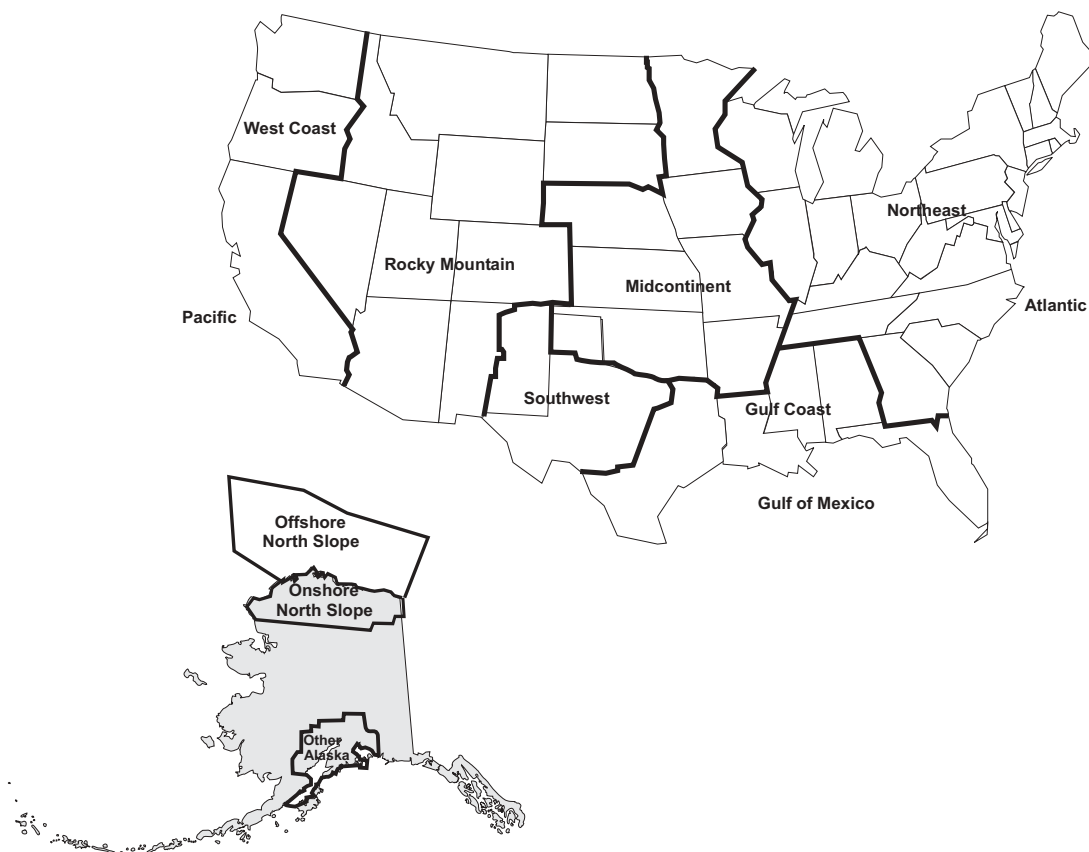 West Coast
Northeast
Rocky Mountain
Midcontinent
Pacific
Atlantic
Southwest
Gulf Coast
Gulf of Mexico
Offshore
North Slope
Onshore
North Slope
Other
Alaska